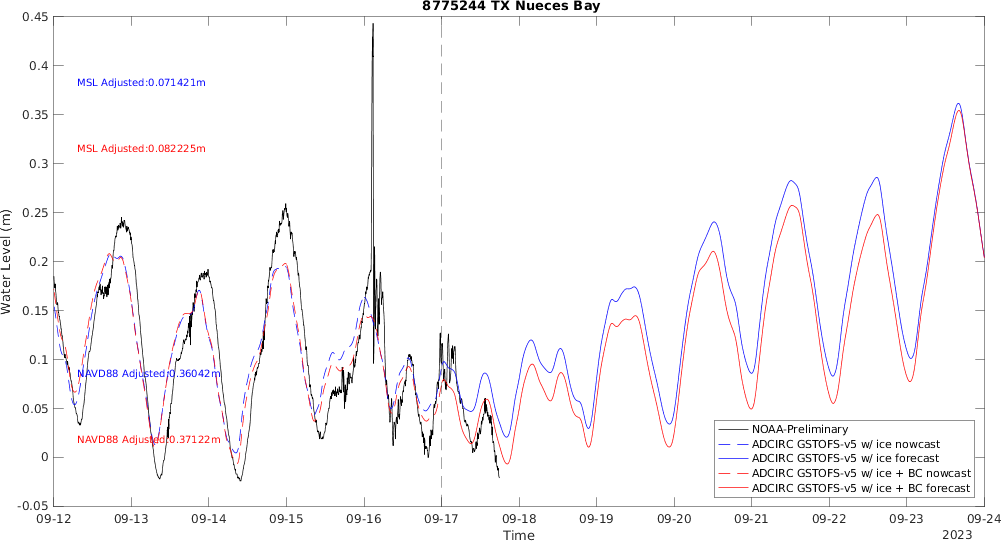 8775244 TX Nueces Bay
0.45
0.4
0.35
0.3
0.25
0.2
0.15
0.1
0.05
0
-0.05
Water Level (m)
MSL Adjusted:0.071421m
MSL Adjusted:0.082225m
NAVD88 Adjusted:0.36042m
NAVD88 Adjusted:0.37122m
NOAA-Preliminary
ADCIRC GSTOFS-v5 w/ ice nowcast
ADCIRC GSTOFS-v5 w/ ice forecast
ADCIRC GSTOFS-v5 w/ ice + BC nowcast
ADCIRC GSTOFS-v5 w/ ice + BC forecast
09-12 09-13 09-14 09-15 09-16 09-17 09-18 09-19 09-20 09-21 09-22 09-23 09-24
Time
2023